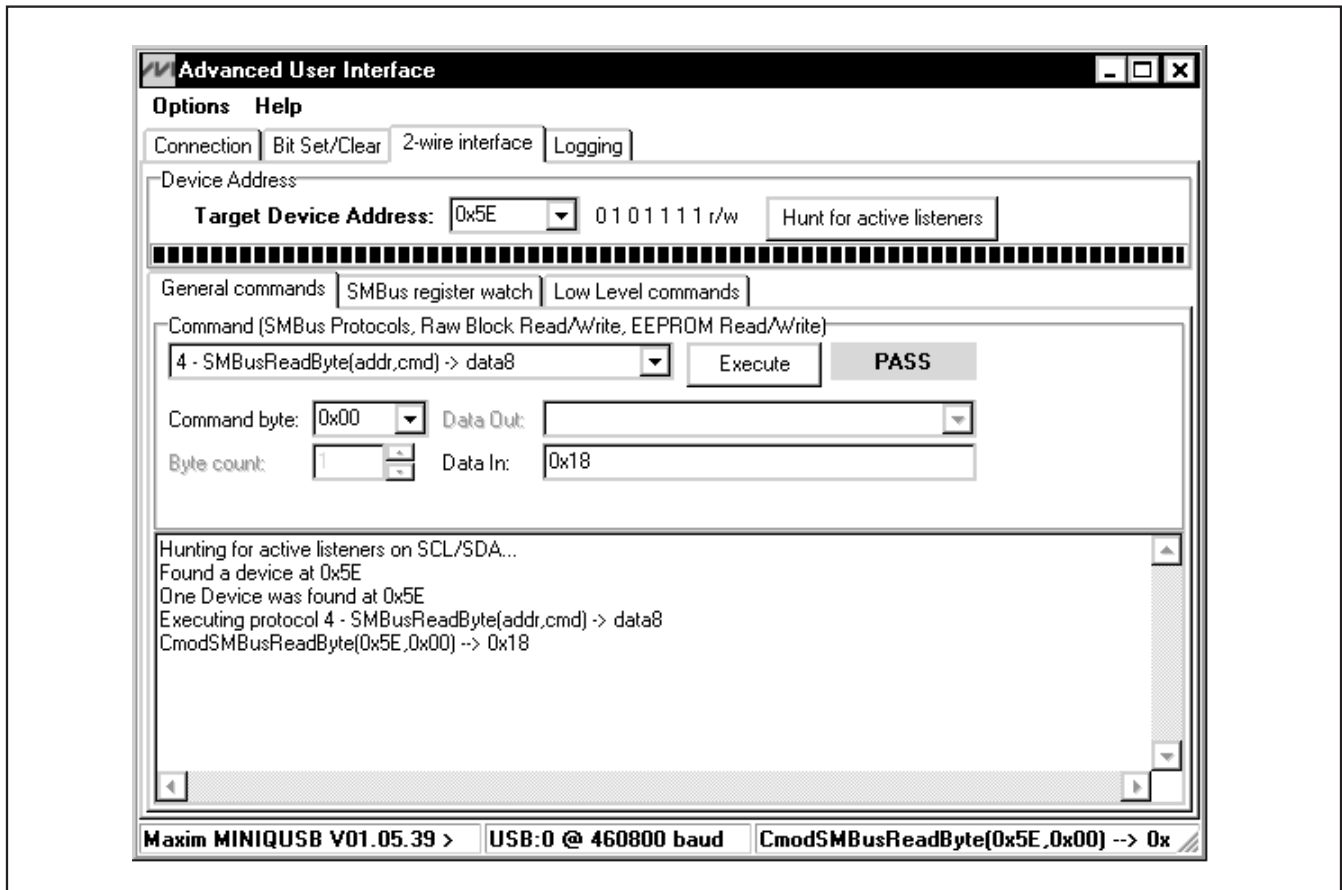 Advanced User Interface
Options Help
Connection Bit Set/Clear 2-wire interface Logging
Device Address
Target Device Address: 0x5E 0 1 0 1 1 1 1 r/w Hunt for active listeners
General commands SMBus register watch Low Level commands
Command (SMBus Protocols, Raw Block Read/Write, EEPROM Read/Write)
4 - SMBusReadByte(addr,cmd) -> data8 Execute PASS
Command byte: 0x00 Data Out:
Byte count: 1 Data In: 0x18
Hunting for active listeners on SCL/SDA...
Found a device at 0x5E
One Device was found at 0x5E
Executing protocol 4 - SMBusReadByte(addr,cmd) -> data8
CmodSMBusReadByte(0x5E,0x00) --> 0x18
Maxim MINIQUSB V01.05.39 > USB:0 @ 460800 baud CmodSMBusReadByte(0x5E,0x00) --> 0x